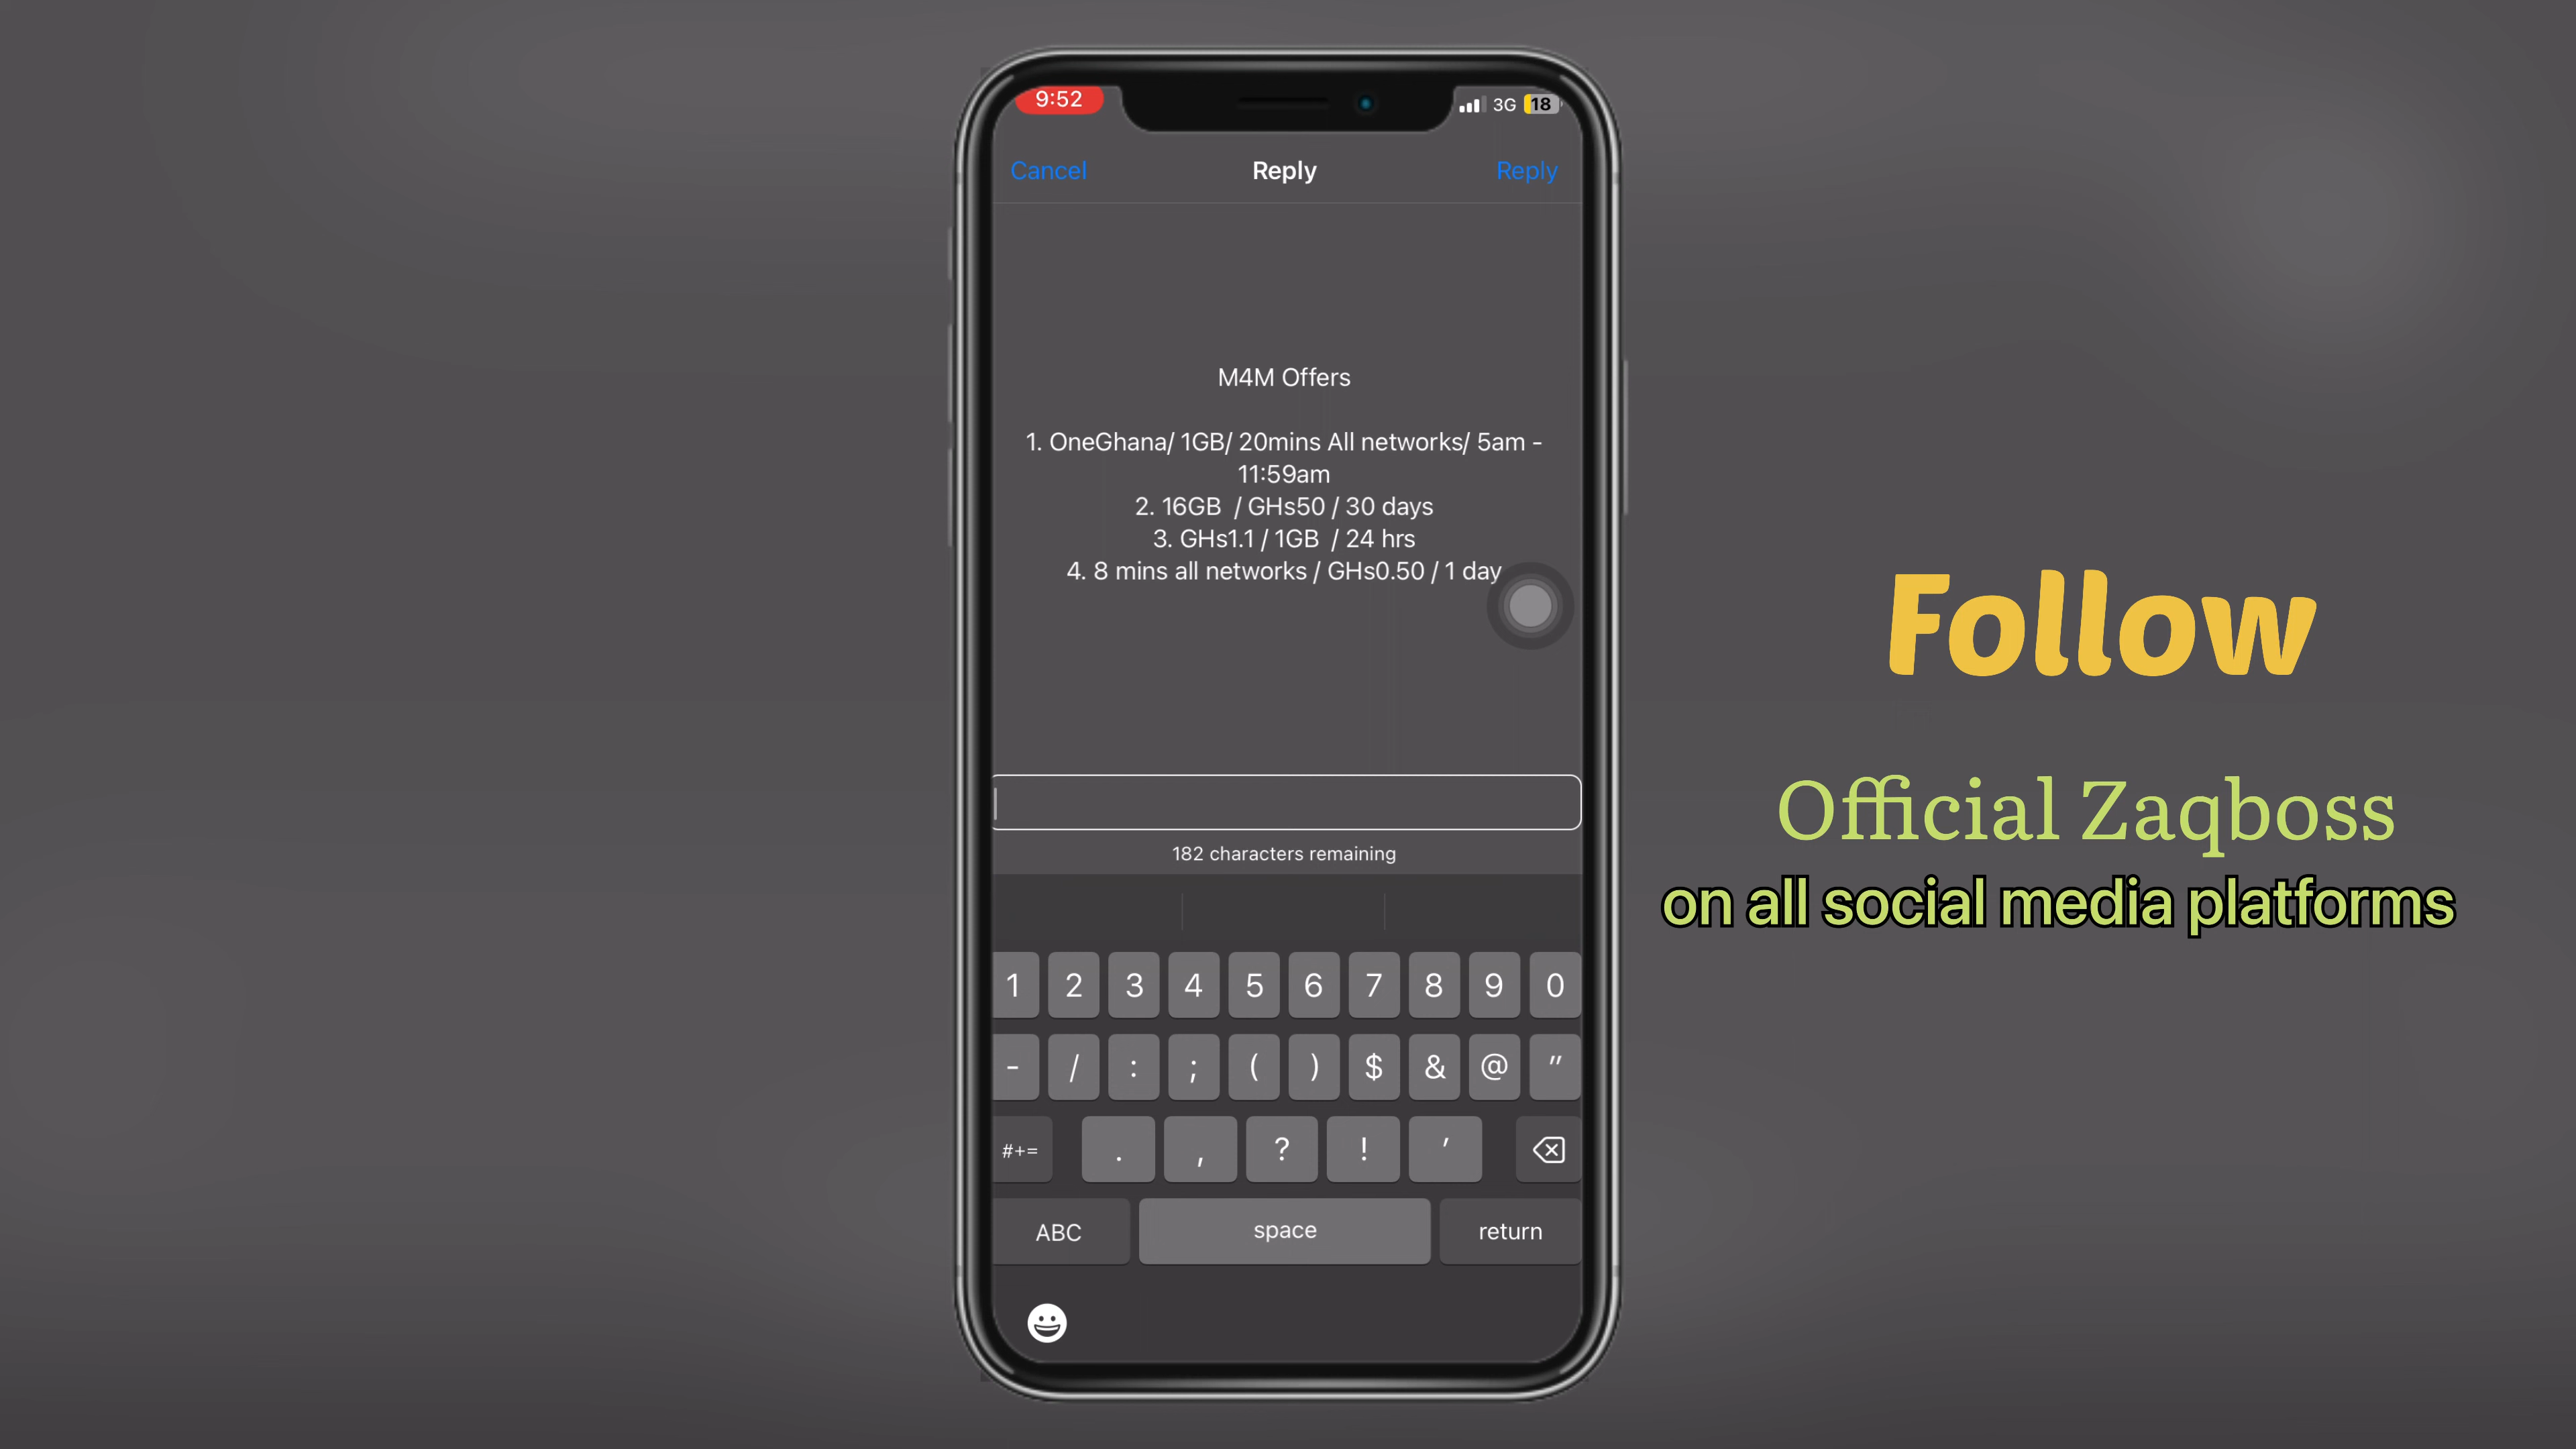 9:52
3G 18
Cancel Reply Reply
M4M Offers
1. OneGhana/ 1GB/ 20mins All networks/ 5am -
11:59am
2. 16GB / GHs50 / 30 days
3. GHs1.1 / 1GB / 24 hrs
4. 8 mins all networks / GHs0.50 / 1 day
182 characters remaining
1 2 3 4 5 6 7 8 9 0
- / : ; ( ) $ & @ "
#+= . , ? ! '
ABC space return
Follow
Official Zaqboss
on all social media platforms